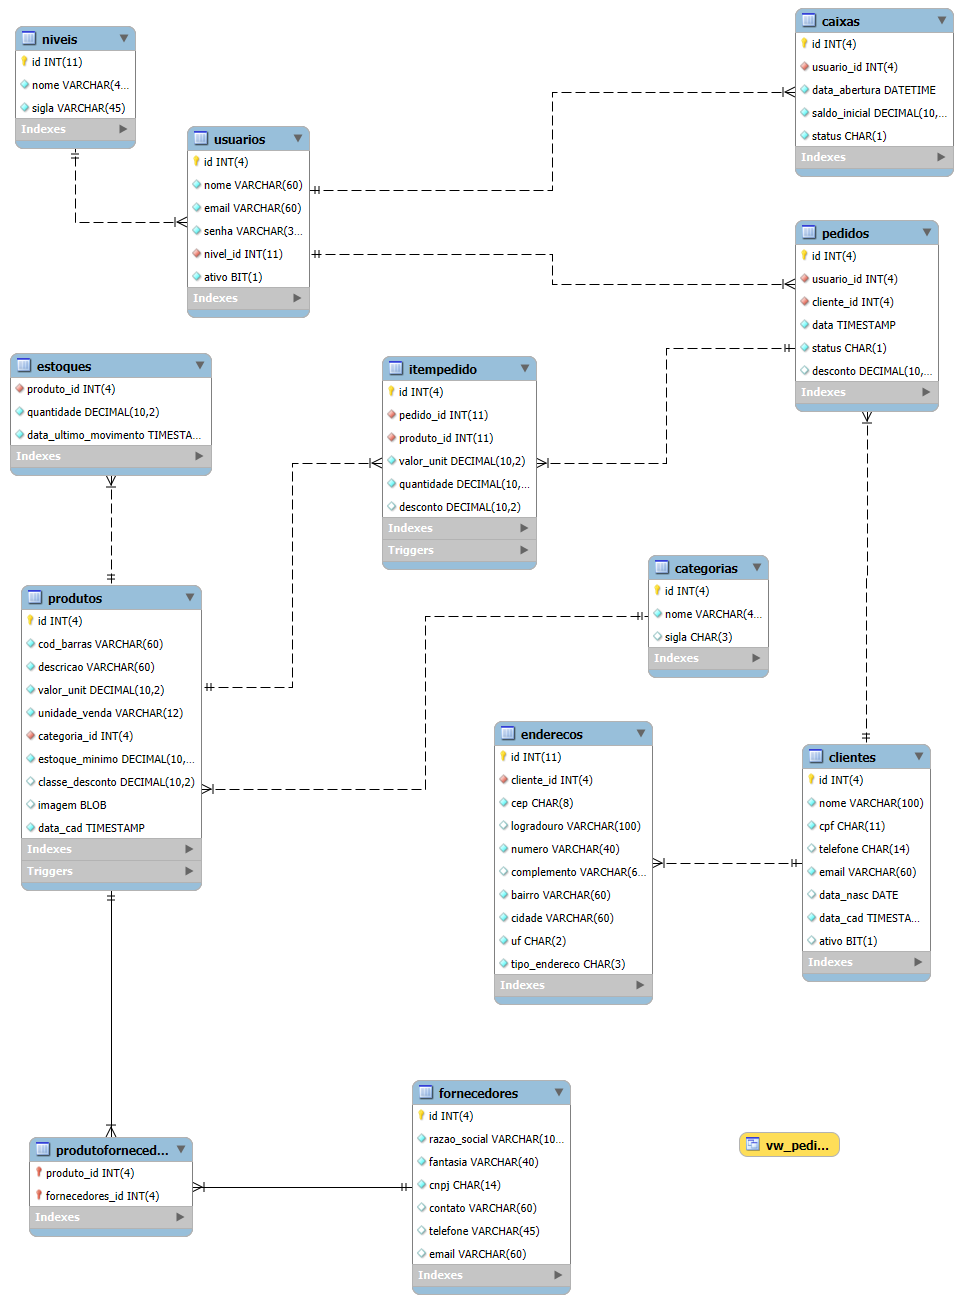 niveis
id INT(11)
nome VARCHAR(4...
sigla VARCHAR(45)
Indexes
usuarios
id INT(4)
nome VARCHAR(60)
email VARCHAR(60)
senha VARCHAR(3...
nivel_id INT(11)
ativo BIT(1)
Indexes
caixas
id INT(4)
usuario_id INT(4)
data_abertura DATETIME
saldo_inicial DECIMAL(10,...
status CHAR(1)
Indexes
pedidos
id INT(4)
usuario_id INT(4)
cliente_id INT(4)
data TIMESTAMP
status CHAR(1)
desconto DECIMAL(10,...
Indexes
estoques
produto_id INT(4)
quantidade DECIMAL(10,2)
data_ultimo_movimento TIMESTA...
Indexes
itempedido
id INT(4)
pedido_id INT(11)
produto_id INT(11)
valor_unit DECIMAL(10,2)
quantidade DECIMAL(10,...
desconto DECIMAL(10,2)
Indexes
Triggers
categorias
id INT(4)
nome VARCHAR(4...
sigla CHAR(3)
Indexes
produtos
id INT(4)
cod_barras VARCHAR(60)
descricao VARCHAR(60)
valor_unit DECIMAL(10,2)
unidade_venda VARCHAR(12)
categoria_id INT(4)
estoque_minimo DECIMAL(10,...
classe_desconto DECIMAL(10,2)
imagem BLOB
data_cad TIMESTAMP
Indexes
Triggers
enderecos
id INT(11)
cliente_id INT(4)
cep CHAR(8)
logradouro VARCHAR(100)
numero VARCHAR(40)
complemento VARCHAR(6...
bairro VARCHAR(60)
cidade VARCHAR(60)
uf CHAR(2)
tipo_endereco CHAR(3)
Indexes
clientes
id INT(4)
nome VARCHAR(100)
cpf CHAR(11)
telefone CHAR(14)
email VARCHAR(60)
data_nasc DATE
data_cad TIMESTA...
ativo BIT(1)
Indexes
fornecedores
id INT(4)
razao_social VARCHAR(10...
fantasia VARCHAR(40)
cnpj CHAR(14)
contato VARCHAR(60)
telefone VARCHAR(45)
email VARCHAR(60)
Indexes
produtoforneced...
produto_id INT(4)
fornecedores_id INT(4)
Indexes
vw_pedi...